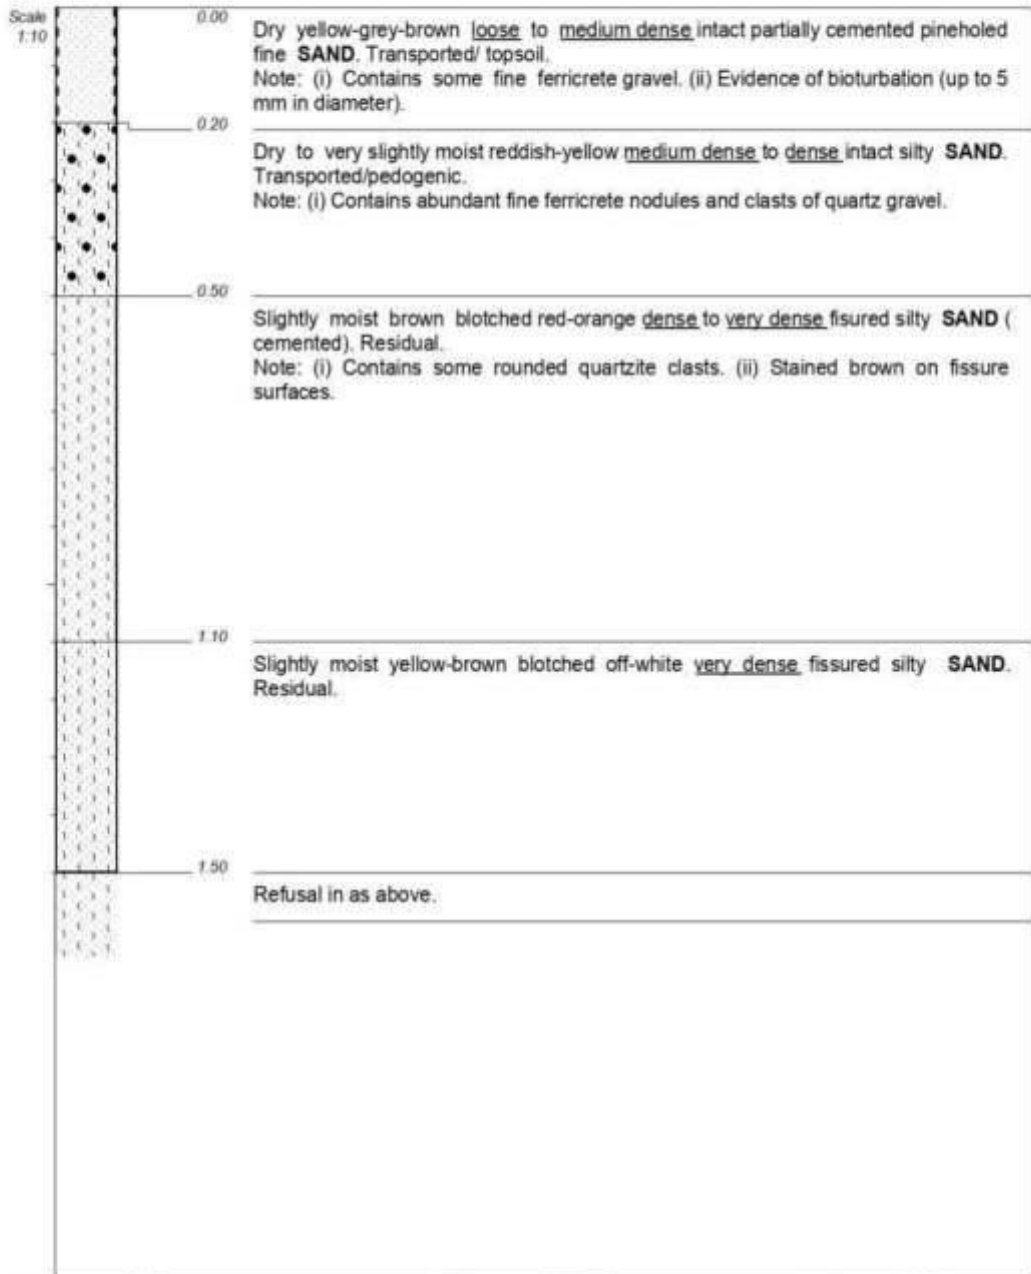 Scale
1:10
0.00
Dry yellow-grey-brown loose to medium dense intact partially cemented pineholed
fine SAND. Transported/ topsoil.
Note: (i) Contains some fine ferricrete gravel. (ii) Evidence of bioturbation (up to 5
mm in diameter).
0.20
Dry to very slightly moist reddish-yellow medium dense to dense intact silty SAND.
Transported/pedogenic.
Note: (i) Contains abundant fine ferricrete nodules and clasts of quartz gravel.
0.50
Slightly moist brown blotched red-orange dense to very dense fisured silty SAND (
cemented). Residual.
Note: (i) Contains some rounded quartzite clasts. (ii) Stained brown on fissure
surfaces.
1.10
Slightly moist yellow-brown blotched off-white very dense fissured silty SAND.
Residual.
1.50
Refusal in as above.